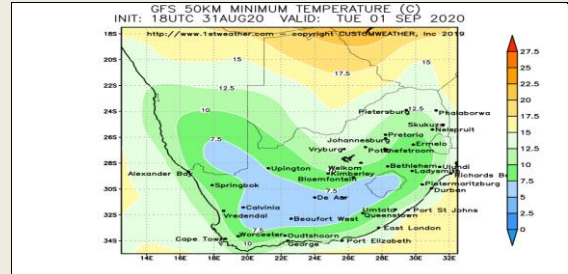 GFS 50KM MINIMUM TEMPERATURE (C)
INIT: 18UTC 31AUG20 VALID: TUE 01 SEP 2020
http://www.1stweather.com — copyright CUSTOMWEATHER, Inc 2019
18S
20S
22S
24S
26S
28S
30S
32S
34S
15
17.5
15
12.5
10
12.5
7.5
7.5
7.5
10
Pietersburg
Phalaborwa
Skukuza
Nelspruit
Pretoria
Johannesburg
Ermelo
Vryburg
Potchefstroom
Welkom
Bethlehem
Ulundi
Upington
Kimberley
Ladysmith
Richards B
Alexander Bay
Bloemfontein
Springbok
Pietermaritzburg
Durban
De Aar
Calvinia
Umtata
Port St Johns
Vredendal
Beaufort West
Queenstown
East London
Worcester
Oudtshoorn
Cape Town
George
Port Elizabeth
14E
16E
18E
20E
22E
24E
26E
28E
30E
32E
27.5
25
22.5
20
17.5
15
12.5
10
7.5
5
2.5
0